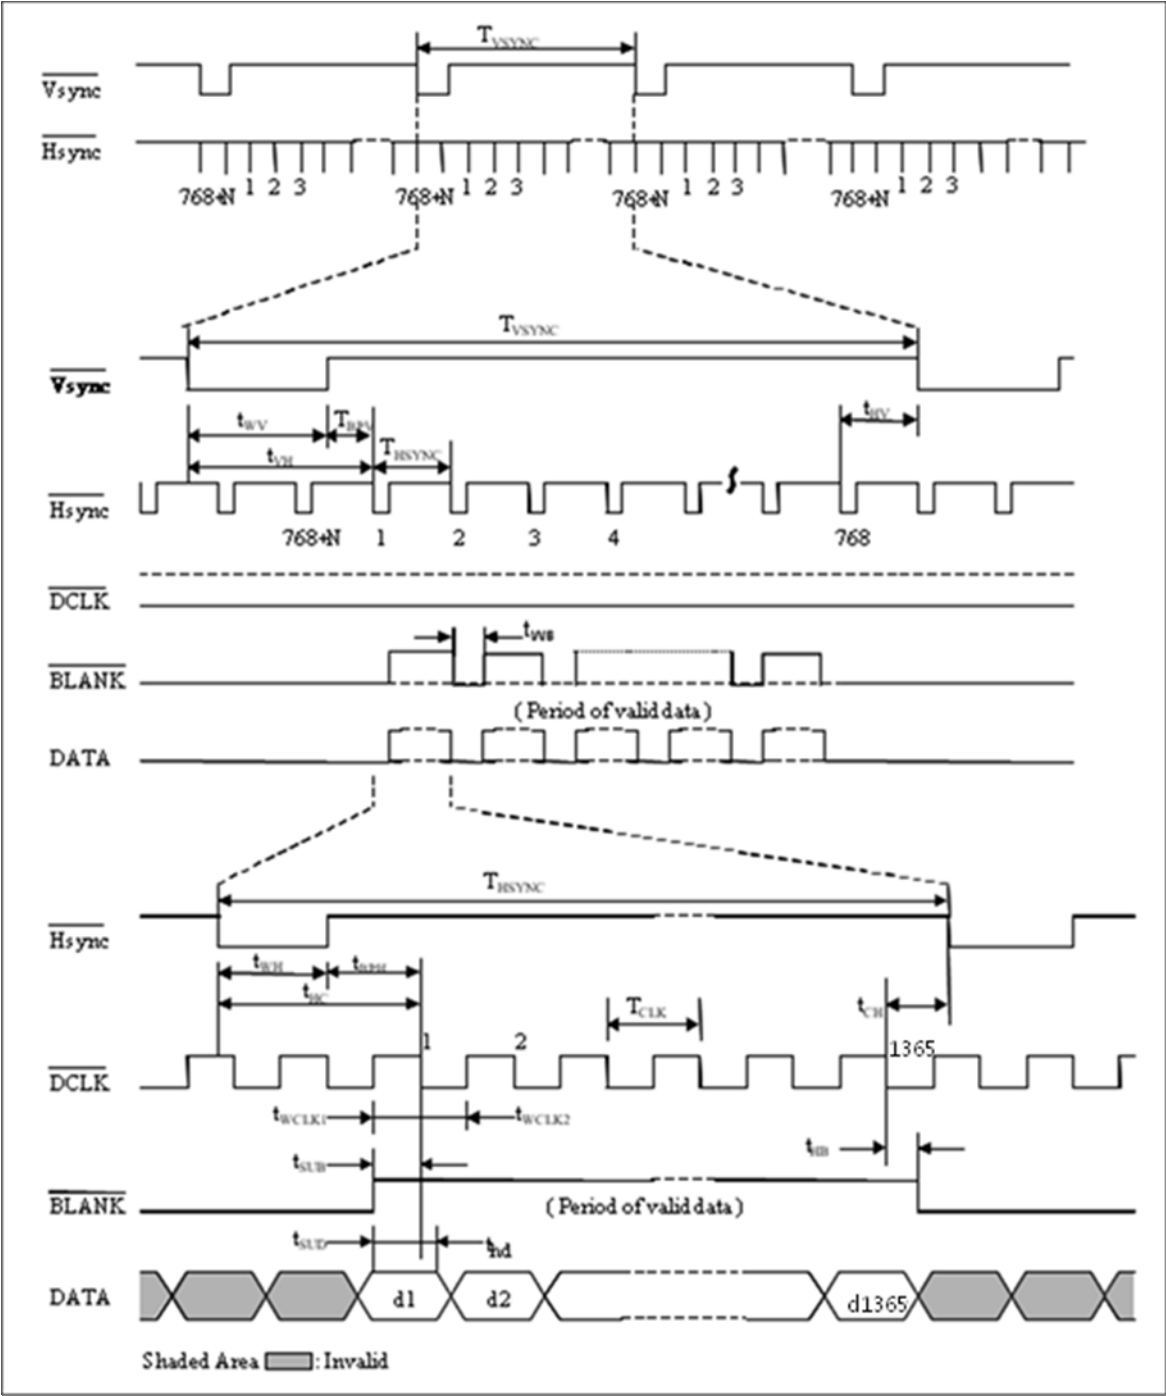 TVSYNC
Vsync
Hsync
768+N 1 2 3 768+N 1 2 3 768+N 1 2 3 768+N 1 2 3
TVSYNC
Vsync
tHV
tWV TBPV
tVH THSYNC
Hsync
768+N 1 2 3 4 768
DCLK
tWB
BLANK
( Period of valid data )
DATA
THSYNC
Hsync
tWH tBPH
tHC TCLK tCH
1 2 1365
DCLK
tWCLK1 tWCLK2
tHB
tSUB
BLANK
( Period of valid data )
tSUD thd
DATA d1 d2 d1365
Shaded Area : Invalid